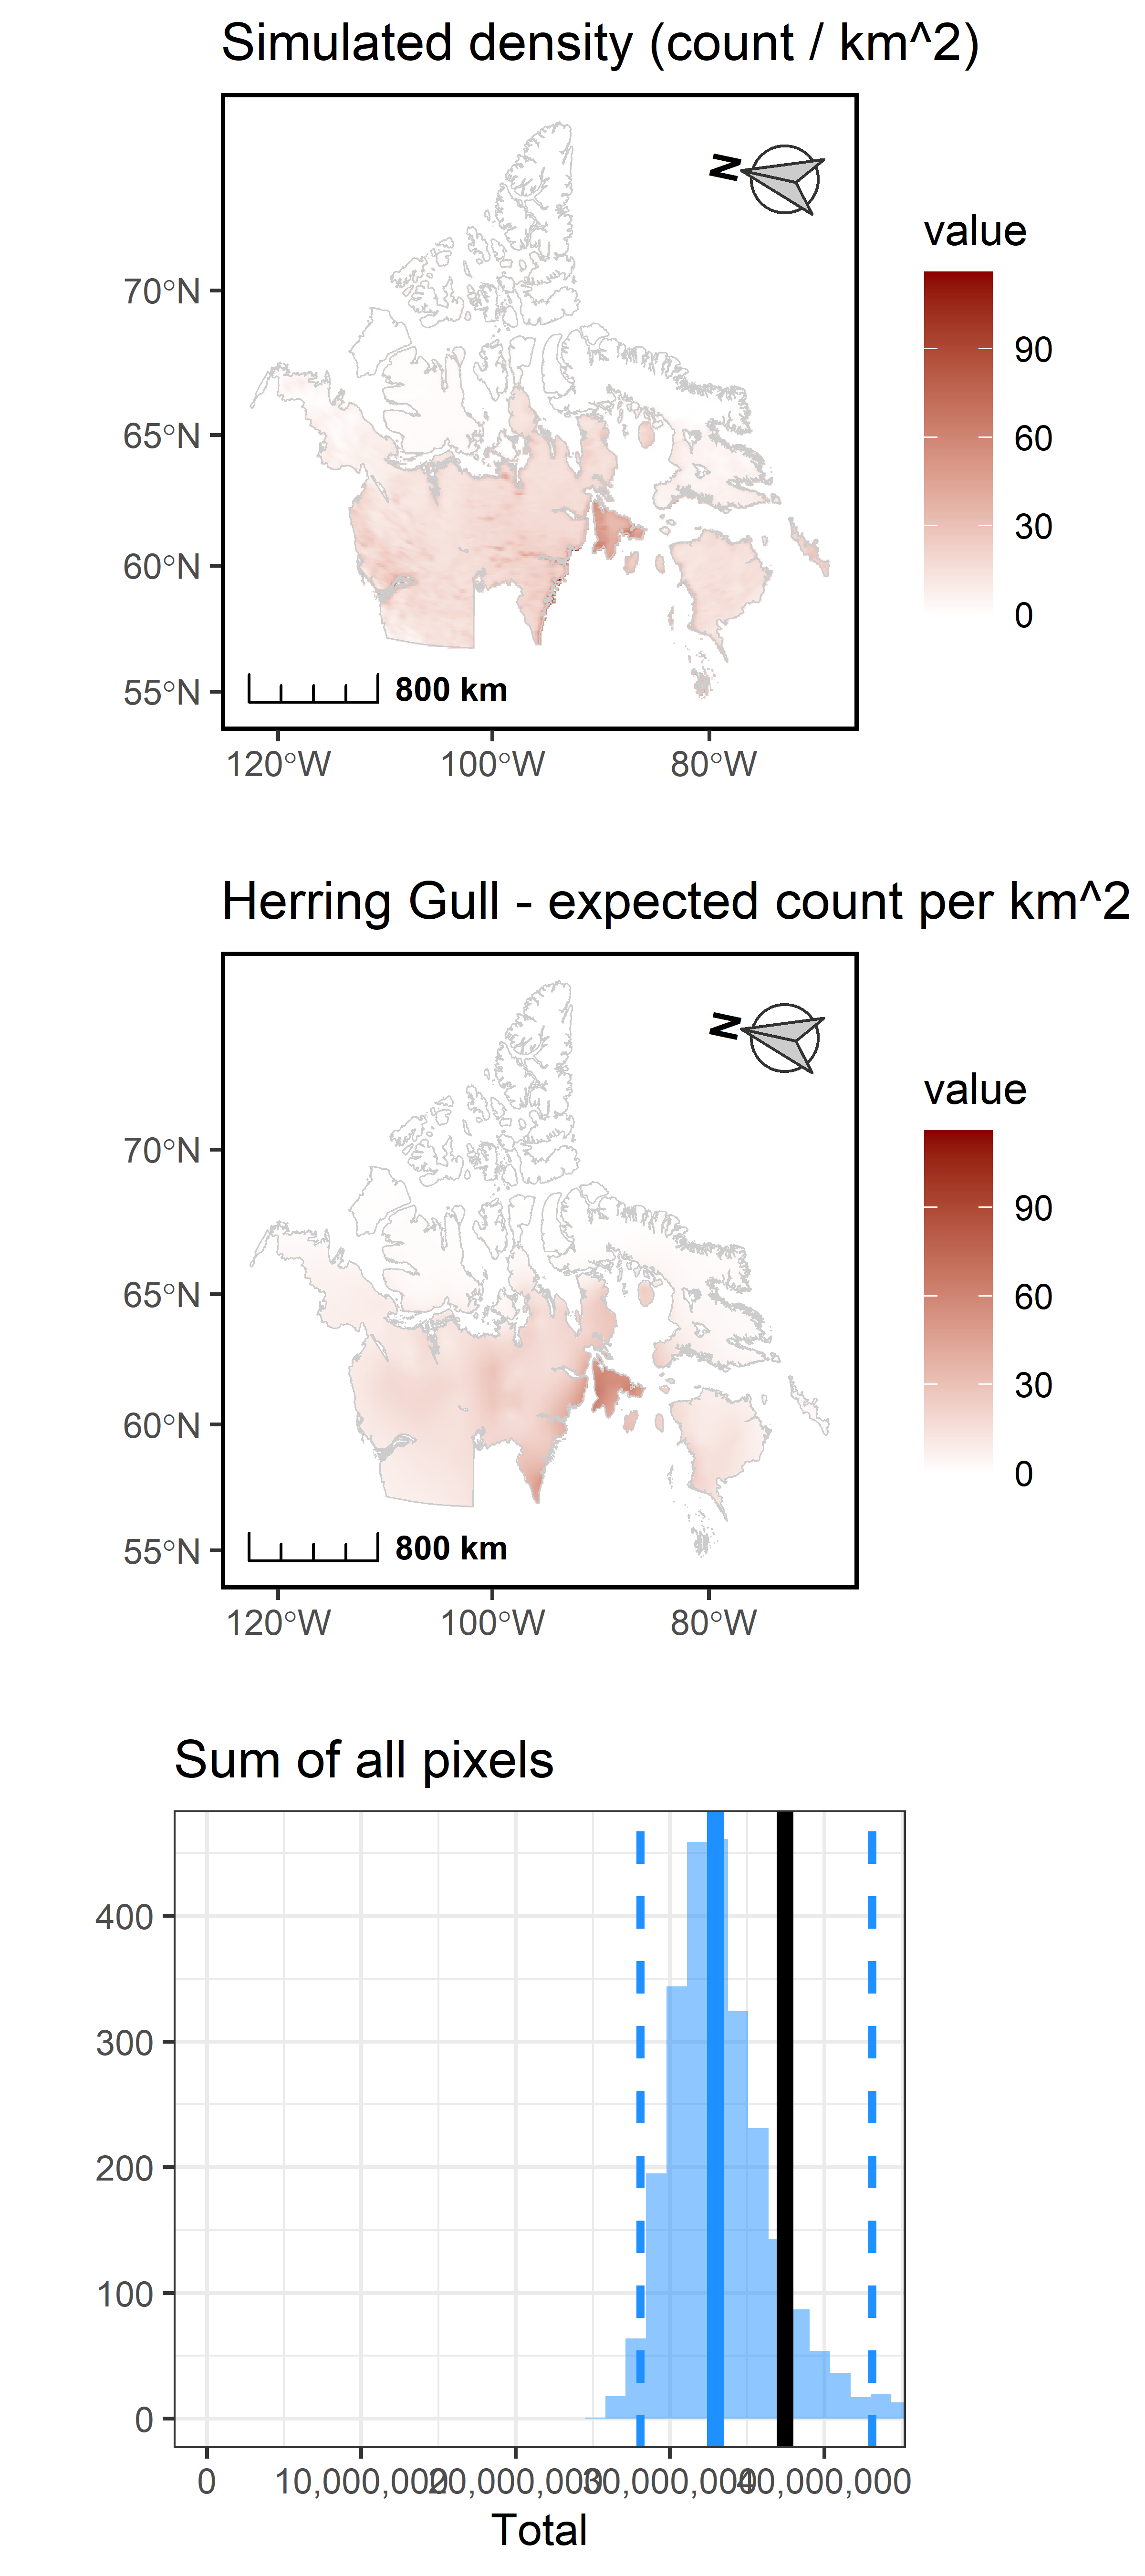 Simulated density (count / km^2)
N
value
90
60
30
0
70°N
65°N
60°N
55°N
800 km
120°W 100°W 80°W
Herring Gull - expected count per km^2
N
value
90
60
30
0
70°N
65°N
60°N
55°N
800 km
120°W 100°W 80°W
Sum of all pixels
400
300
200
100
0
0 10,000,000 20,000,000 30,000,000 40,000,000
Total